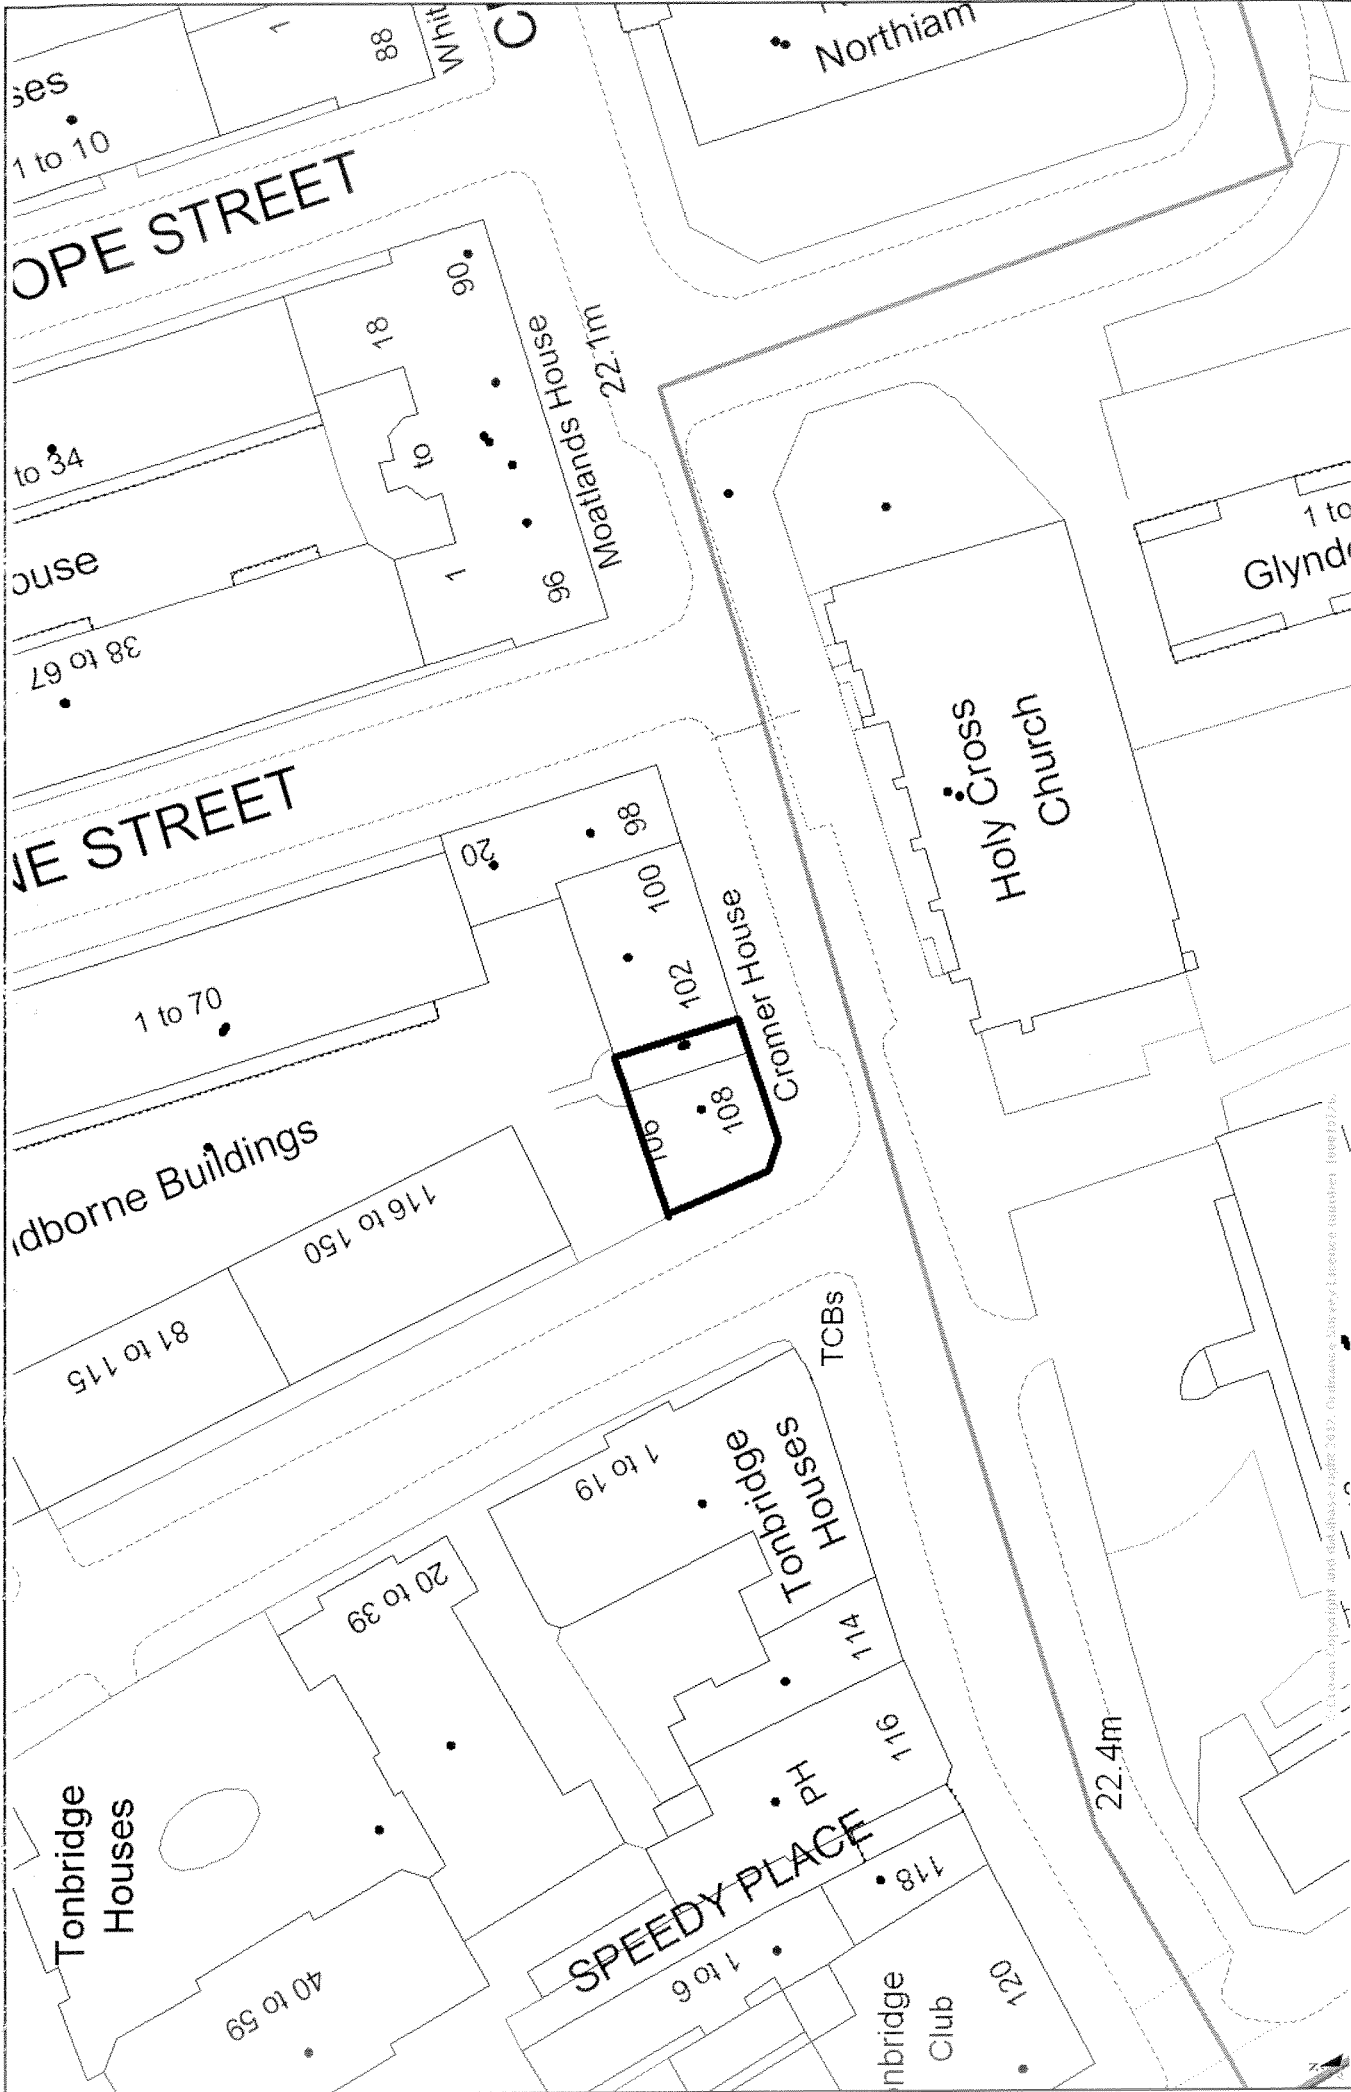 ses
1 to 10
1
88
Whit
Northiam
OPE STREET
90
18
to
1
96
Moatlands House
22.1m
to 34
ouse
38 to 67
NE STREET
20
98
100
102
Cromer House
106
108
1 to 70
dborne Buildings
116 to 150
81 to 115
Holy Cross
Church
1 to
Glynde
TCBs
1 to 19
Tonbridge
Houses
20 to 39
114
116
PH
Tonbridge
Houses
40 to 59
SPEEDY PLACE
1 to 6
118
120
nbridge
Club
22.4m
N